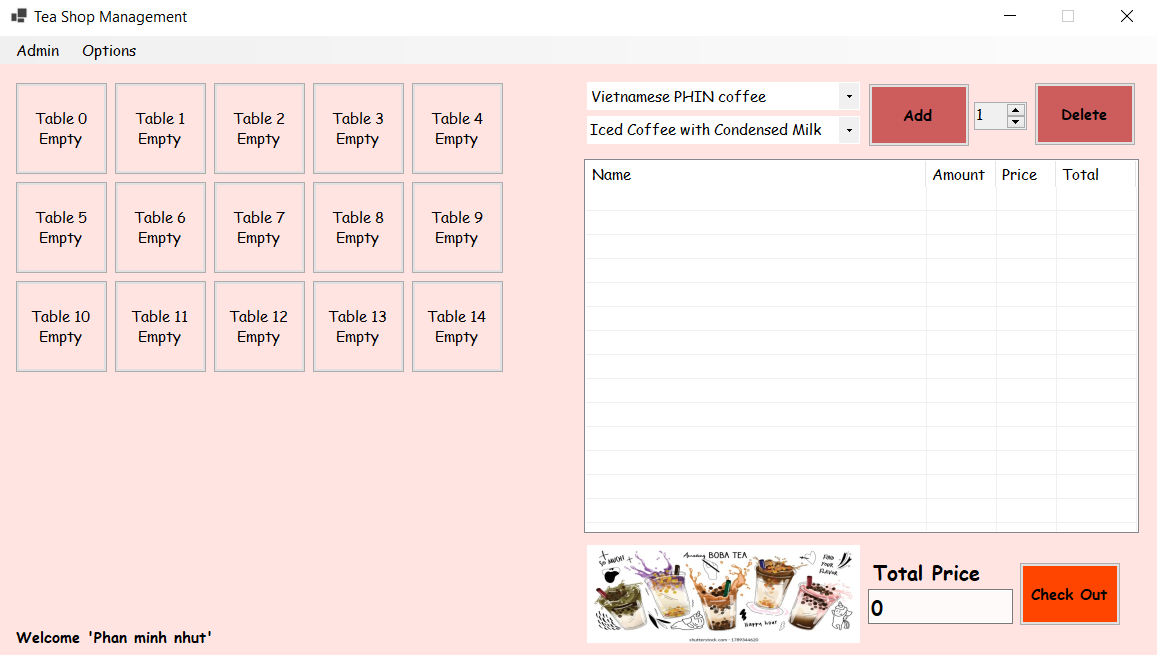 Tea Shop Management
Admin Options
Table 0
Empty
Table 1
Empty
Table 2
Empty
Table 3
Empty
Table 4
Empty
Table 5
Empty
Table 6
Empty
Table 7
Empty
Table 8
Empty
Table 9
Empty
Table 10
Empty
Table 11
Empty
Table 12
Empty
Table 13
Empty
Table 14
Empty
Welcome 'Phan minh nhut'
Vietnamese PHIN coffee
Iced Coffee with Condensed Milk
Add
1
Delete
Name Amount Price Total
SO MUCH!
Amazing BOBA TEA
FIND
YOUR
FLAVOR
Happy hour
shutterstock.com · 1789344620
Total Price
0
Check Out